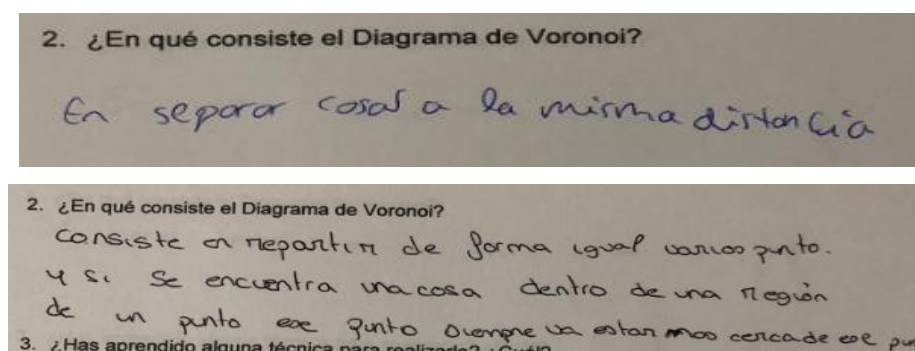 2. ¿En qué consiste el Diagrama de Voronoi?
En separar cosas a la misma distancia
2. ¿En qué consiste el Diagrama de Voronoi?
consiste en repartir de forma igual varios punto.
y si se encuentra una cosa dentro de una región
de un punto ese punto siempre va estar mas cerca de ese
3. ¿Has aprendido alguna técnica para realizarlo? ¿Cuál?